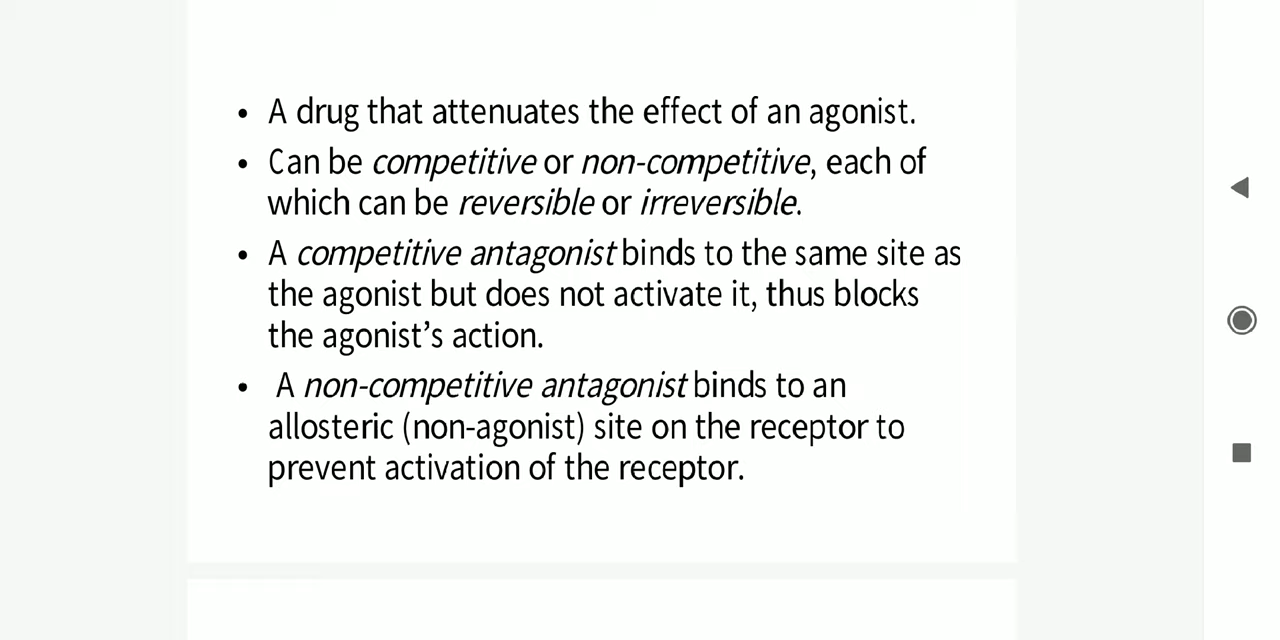 • A drug that attenuates the effect of an agonist.
• Can be competitive or non-competitive, each of
which can be reversible or irreversible.
• A competitive antagonist binds to the same site as
the agonist but does not activate it, thus blocks
the agonist’s action.
• A non-competitive antagonist binds to an
allosteric (non-agonist) site on the receptor to
prevent activation of the receptor.